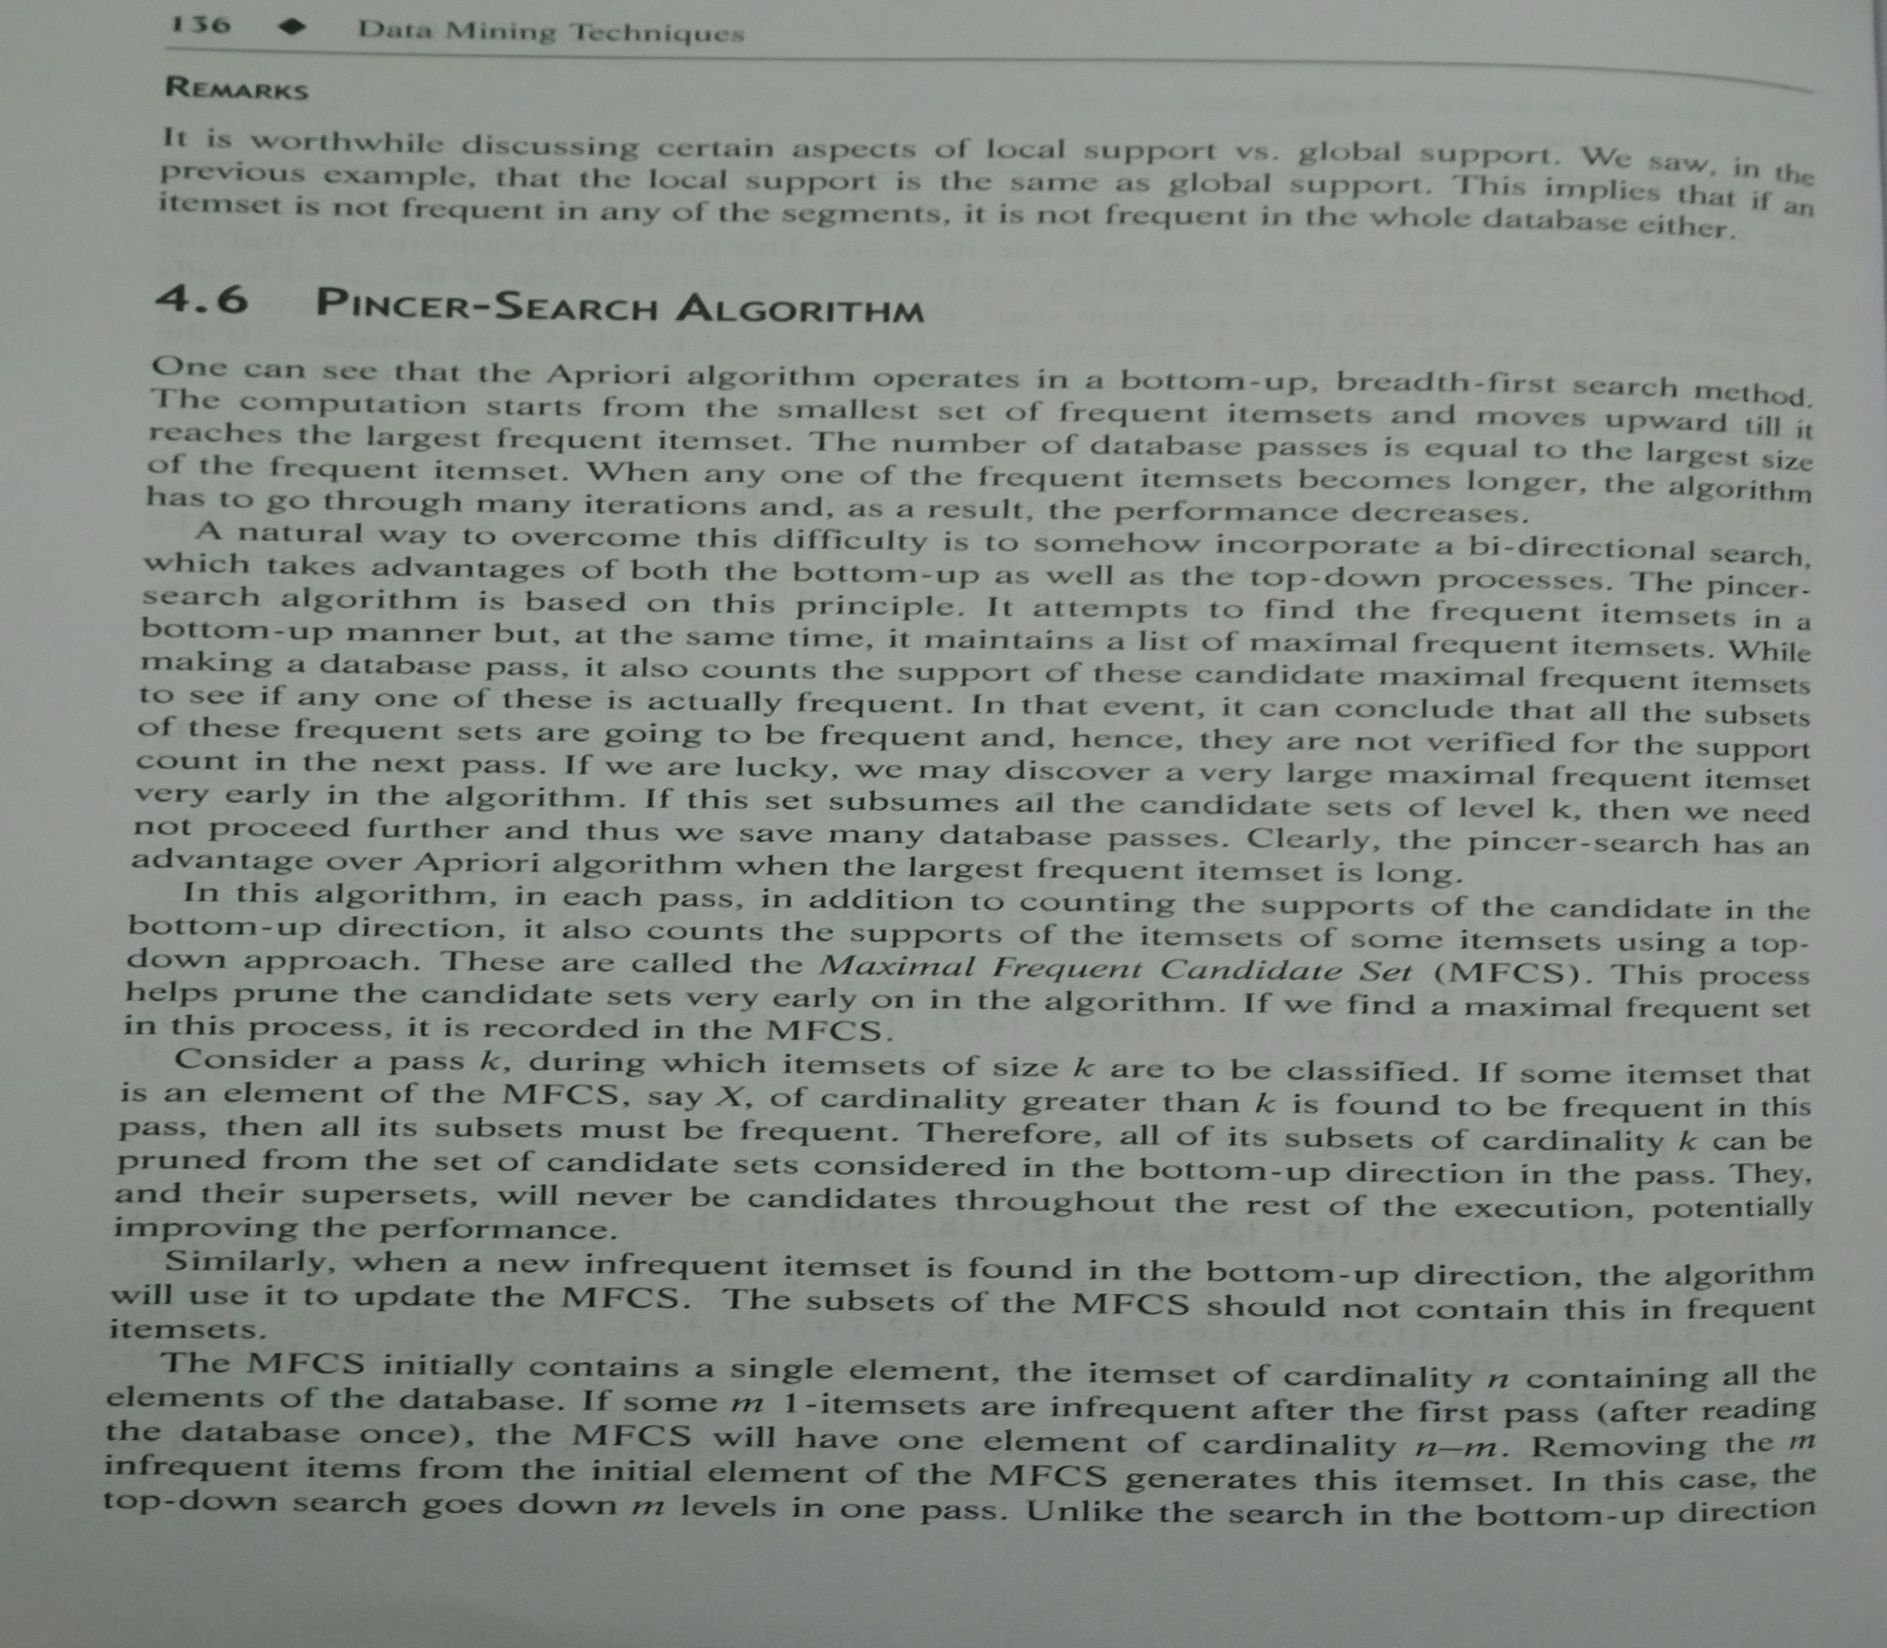 136 ◆ Data Mining Techniques
REMARKS
It is worthwhile discussing certain aspects of local support vs. global support. We saw, in the
previous example, that the local support is the same as global support. This implies that if an
itemset is not frequent in any of the segments, it is not frequent in the whole database either.
4.6 PINCER-SEARCH ALGORITHM
One can see that the Apriori algorithm operates in a bottom-up, breadth-first search method.
The computation starts from the smallest set of frequent itemsets and moves upward till it
reaches the largest frequent itemset. The number of database passes is equal to the largest size
of the frequent itemset. When any one of the frequent itemsets becomes longer, the algorithm
has to go through many iterations and, as a result, the performance decreases.
A natural way to overcome this difficulty is to somehow incorporate a bi-directional search,
which takes advantages of both the bottom-up as well as the top-down processes. The pincer-
search algorithm is based on this principle. It attempts to find the frequent itemsets in a
bottom-up manner but, at the same time, it maintains a list of maximal frequent itemsets. While
making a database pass, it also counts the support of these candidate maximal frequent itemsets
to see if any one of these is actually frequent. In that event, it can conclude that all the subsets
of these frequent sets are going to be frequent and, hence, they are not verified for the support
count in the next pass. If we are lucky, we may discover a very large maximal frequent itemset
very early in the algorithm. If this set subsumes all the candidate sets of level k, then we need
not proceed further and thus we save many database passes. Clearly, the pincer-search has an
advantage over Apriori algorithm when the largest frequent itemset is long.
In this algorithm, in each pass, in addition to counting the supports of the candidate in the
bottom-up direction, it also counts the supports of the itemsets of some itemsets using a top-
down approach. These are called the Maximal Frequent Candidate Set (MFCS). This process
helps prune the candidate sets very early on in the algorithm. If we find a maximal frequent set
in this process, it is recorded in the MFCS.
Consider a pass k, during which itemsets of size k are to be classified. If some itemset that
is an element of the MFCS, say X, of cardinality greater than k is found to be frequent in this
pass, then all its subsets must be frequent. Therefore, all of its subsets of cardinality k can be
pruned from the set of candidate sets considered in the bottom-up direction in the pass. They,
and their supersets, will never be candidates throughout the rest of the execution, potentially
improving the performance.
Similarly, when a new infrequent itemset is found in the bottom-up direction, the algorithm
will use it to update the MFCS. The subsets of the MFCS should not contain this in frequent
itemsets.
The MFCS initially contains a single element, the itemset of cardinality n containing all the
elements of the database. If some m 1-itemsets are infrequent after the first pass (after reading
the database once), the MFCS will have one element of cardinality n–m. Removing the m
infrequent items from the initial element of the MFCS generates this itemset. In this case, the
top-down search goes down m levels in one pass. Unlike the search in the bottom-up direction